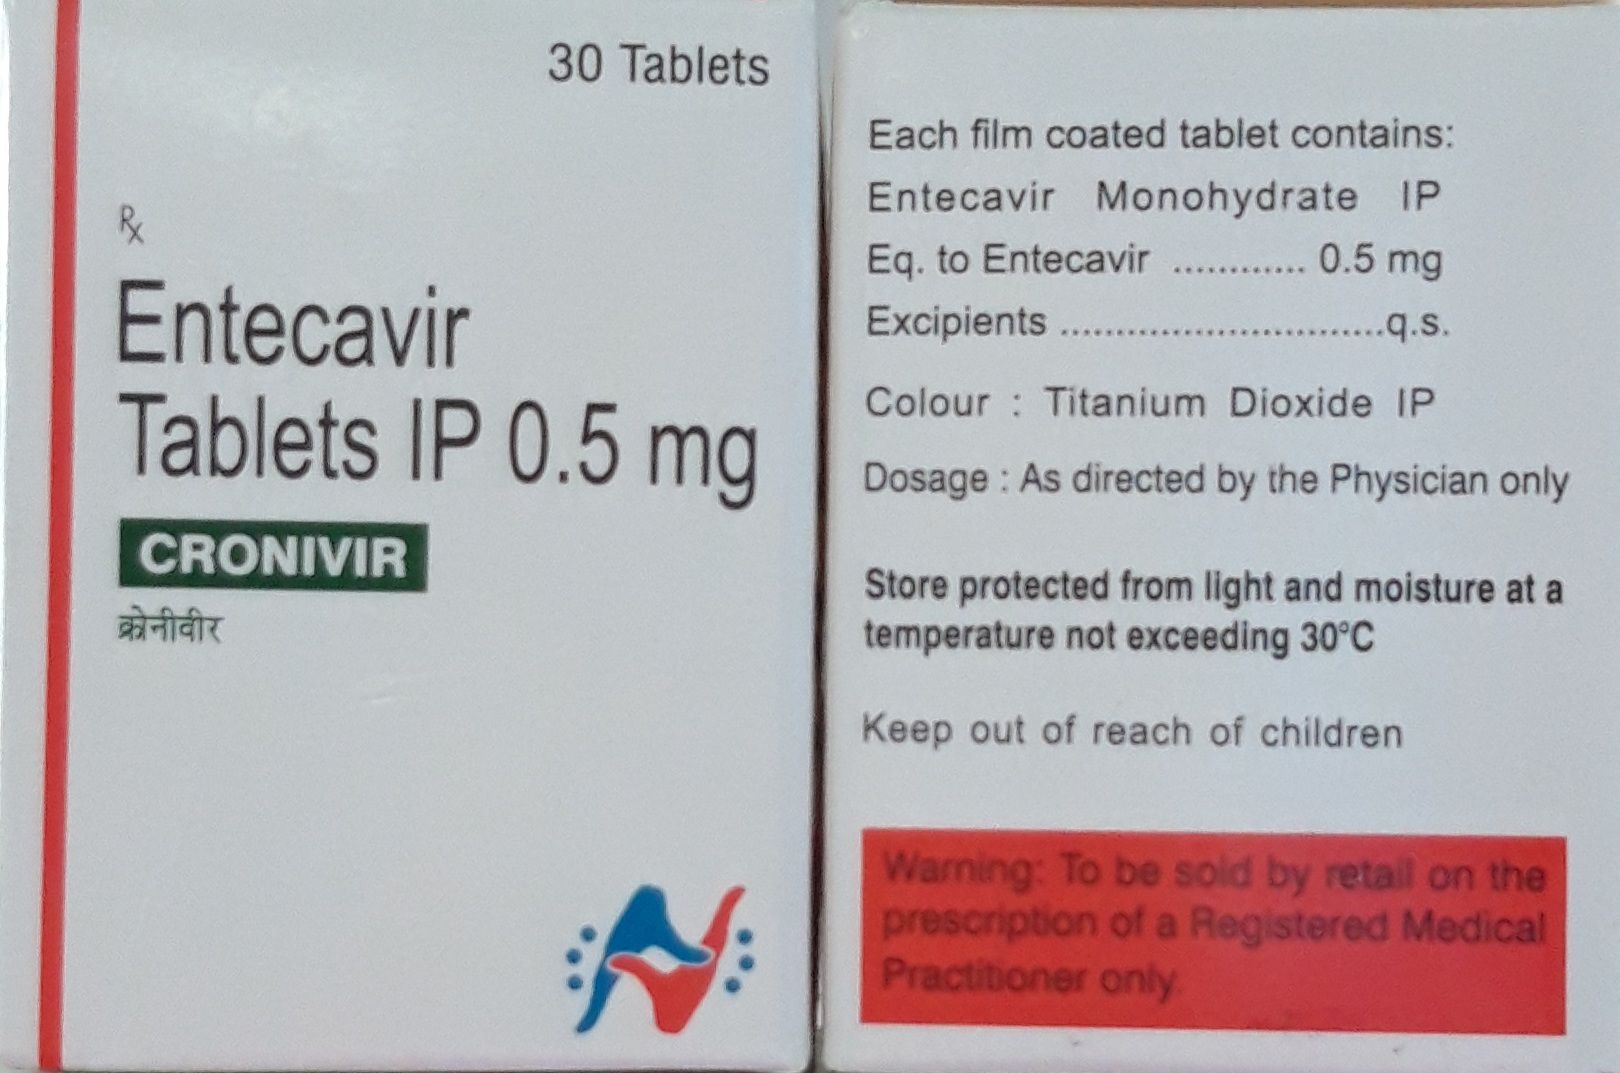 30 Tablets
Rx
Entecavir
Tablets IP 0.5 mg
CRONIVIR
क्रोनीवीर
Each film coated tablet contains:
Entecavir Monohydrate IP
Eq. to Entecavir ............ 0.5 mg
Excipients ..............................q.s.
Colour : Titanium Dioxide IP
Dosage : As directed by the Physician only
Store protected from light and moisture at a
temperature not exceeding 30°C
Keep out of reach of children
Warning: To be sold by retail on the
prescription of a Registered Medical
Practitioner only.